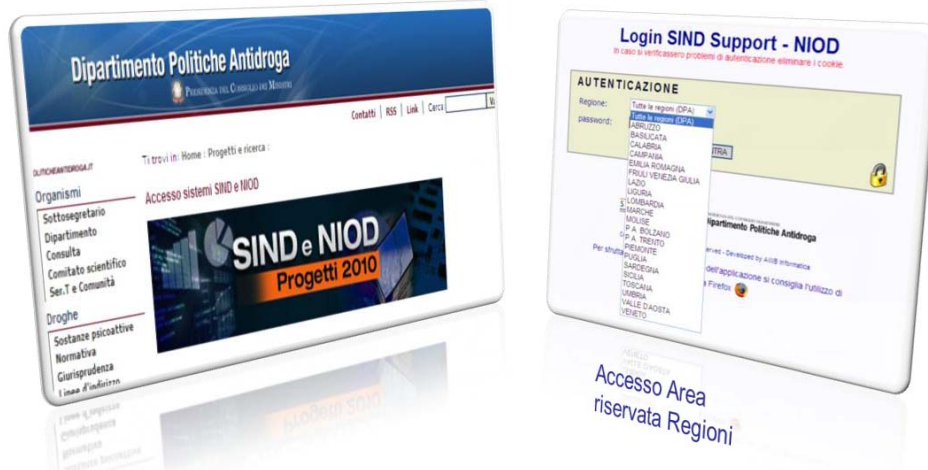 Dipartimento Politiche Antidroga
PRESIDENZA DEL CONSIGLIO DEI MINISTRI
Contatti | RSS | Link | Cerca
Ti trovi in: Home : Progetti e ricerca :
Organismi
Sottosegretario
Dipartimento
Consulta
Comitato scientifico
Ser.T e Comunità
Droghe
Sostanze psicoattive
Normativa
Giurisprudenza
Linee d'indirizzo
Accesso sistemi SIND e NIOD
SIND e NIOD
Progetti 2010
Login SIND Support - NIOD
In caso si verificassero problemi di autenticazione eliminare i cookie.
AUTENTICAZIONE
Regione:
Tutte le regioni (DPA)
password:
Tutte le regioni (DPA)
ABRUZZO
BASILICATA
CALABRIA
CAMPANIA
EMILIA ROMAGNA
FRIULI VENEZIA GIULIA
LAZIO
LIGURIA
LOMBARDIA
MARCHE
MOLISE
P.A. BOLZANO
P.A. TRENTO
PIEMONTE
PUGLIA
SARDEGNA
SICILIA
TOSCANA
UMBRIA
VALLE D'AOSTA
VENETO
Dipartimento Politiche Antidroga
Developed by
Informatica
dell'applicazione si consiglia l'utilizzo di
Firefox
Accesso Area
riservata Regioni